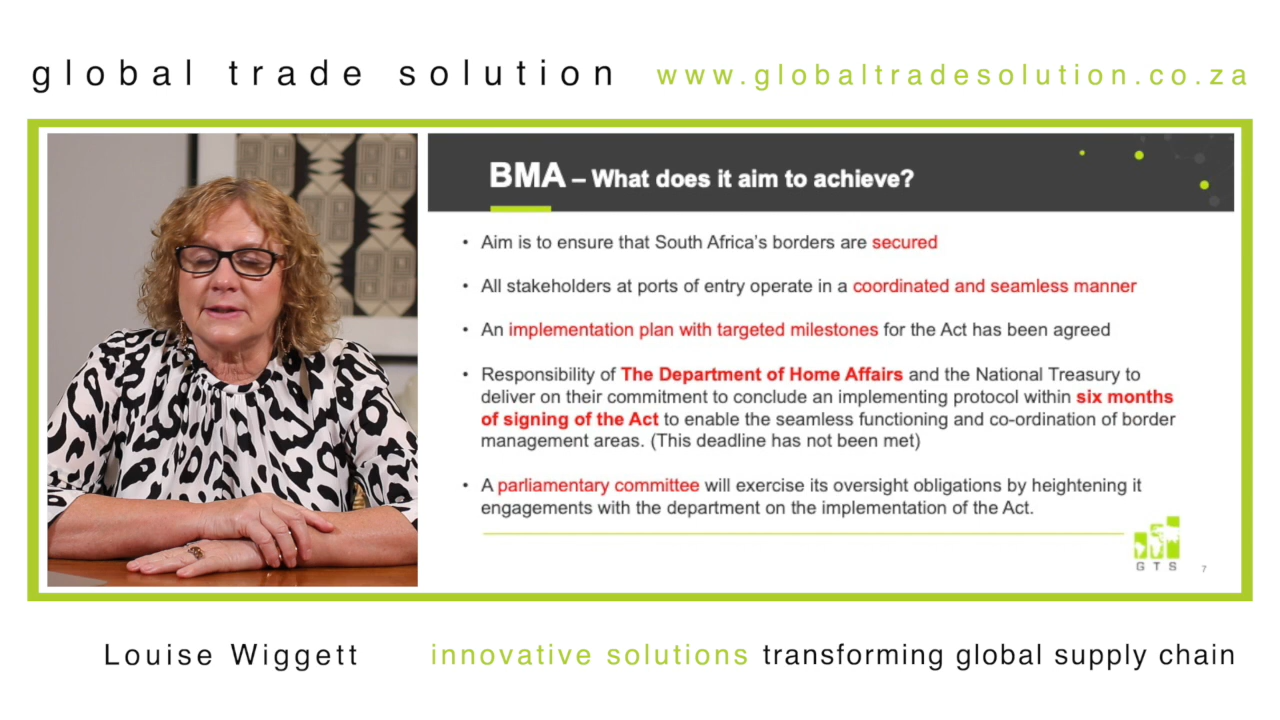 global trade solution www.globaltradesolution.co.za
BMA – What does it aim to achieve?
• Aim is to ensure that South Africa's borders are secured
• All stakeholders at ports of entry operate in a coordinated and seamless manner
• An implementation plan with targeted milestones for the Act has been agreed
• Responsibility of The Department of Home Affairs and the National Treasury to
deliver on their commitment to conclude an implementing protocol within six months
of signing of the Act to enable the seamless functioning and co-ordination of border
management areas. (This deadline has not been met)
• A parliamentary committee will exercise its oversight obligations by heightening it
engagements with the department on the implementation of the Act.
GTS
7
Louise Wiggett innovative solutions transforming global supply chain